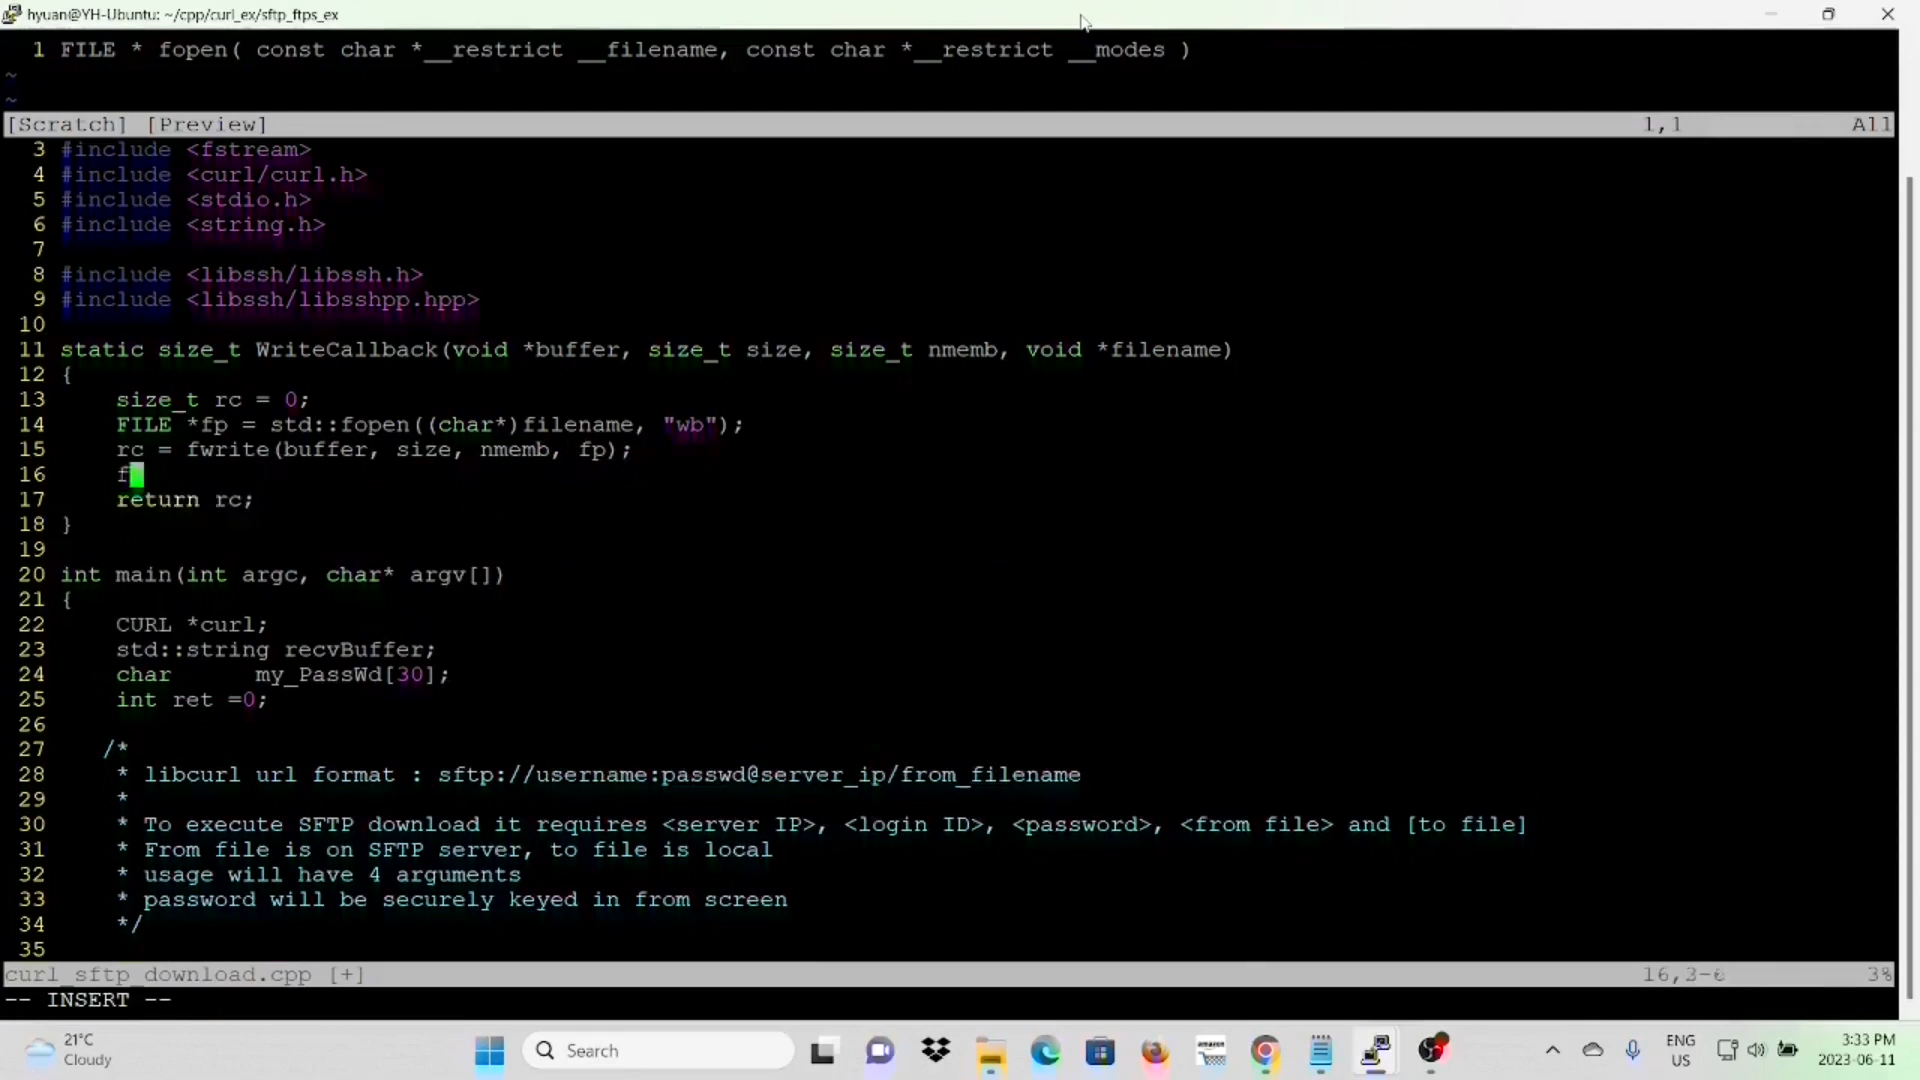 hyuan@YH-Ubuntu: ~/cpp/curl_ex/sftp_ftps_ex
1 FILE * fopen( const char *__restrict __filename, const char *__restrict __modes )
~
~
[Scratch] [Preview] 1,1 All
3 #include <fstream>
4 #include <curl/curl.h>
5 #include <stdio.h>
6 #include <string.h>
7
8 #include <libssh/libssh.h>
9 #include <libssh/libsshpp.hpp>
10
11 static size_t WriteCallback(void *buffer, size_t size, size_t nmemb, void *filename)
12 {
13     size_t rc = 0;
14     FILE *fp = std::fopen((char*)filename, "wb");
15     rc = fwrite(buffer, size, nmemb, fp);
16     f
17     return rc;
18 }
19
20 int main(int argc, char* argv[])
21 {
22     CURL *curl;
23     std::string recvBuffer;
24     char      my_PassWd[30];
25     int ret =0;
26
27    /*
28     * libcurl url format : sftp://username:passwd@server_ip/from_filename
29     *
30     * To execute SFTP download it requires <server IP>, <login ID>, <password>, <from file> and [to file]
31     * From file is on SFTP server, to file is local
32     * usage will have 4 arguments
33     * password will be securely keyed in from screen
34     */
35
curl_sftp_download.cpp [+] 16,3-6 3%
-- INSERT --
21°C
Cloudy
Search
amazon
ENG
US
3:33 PM
2023-06-11